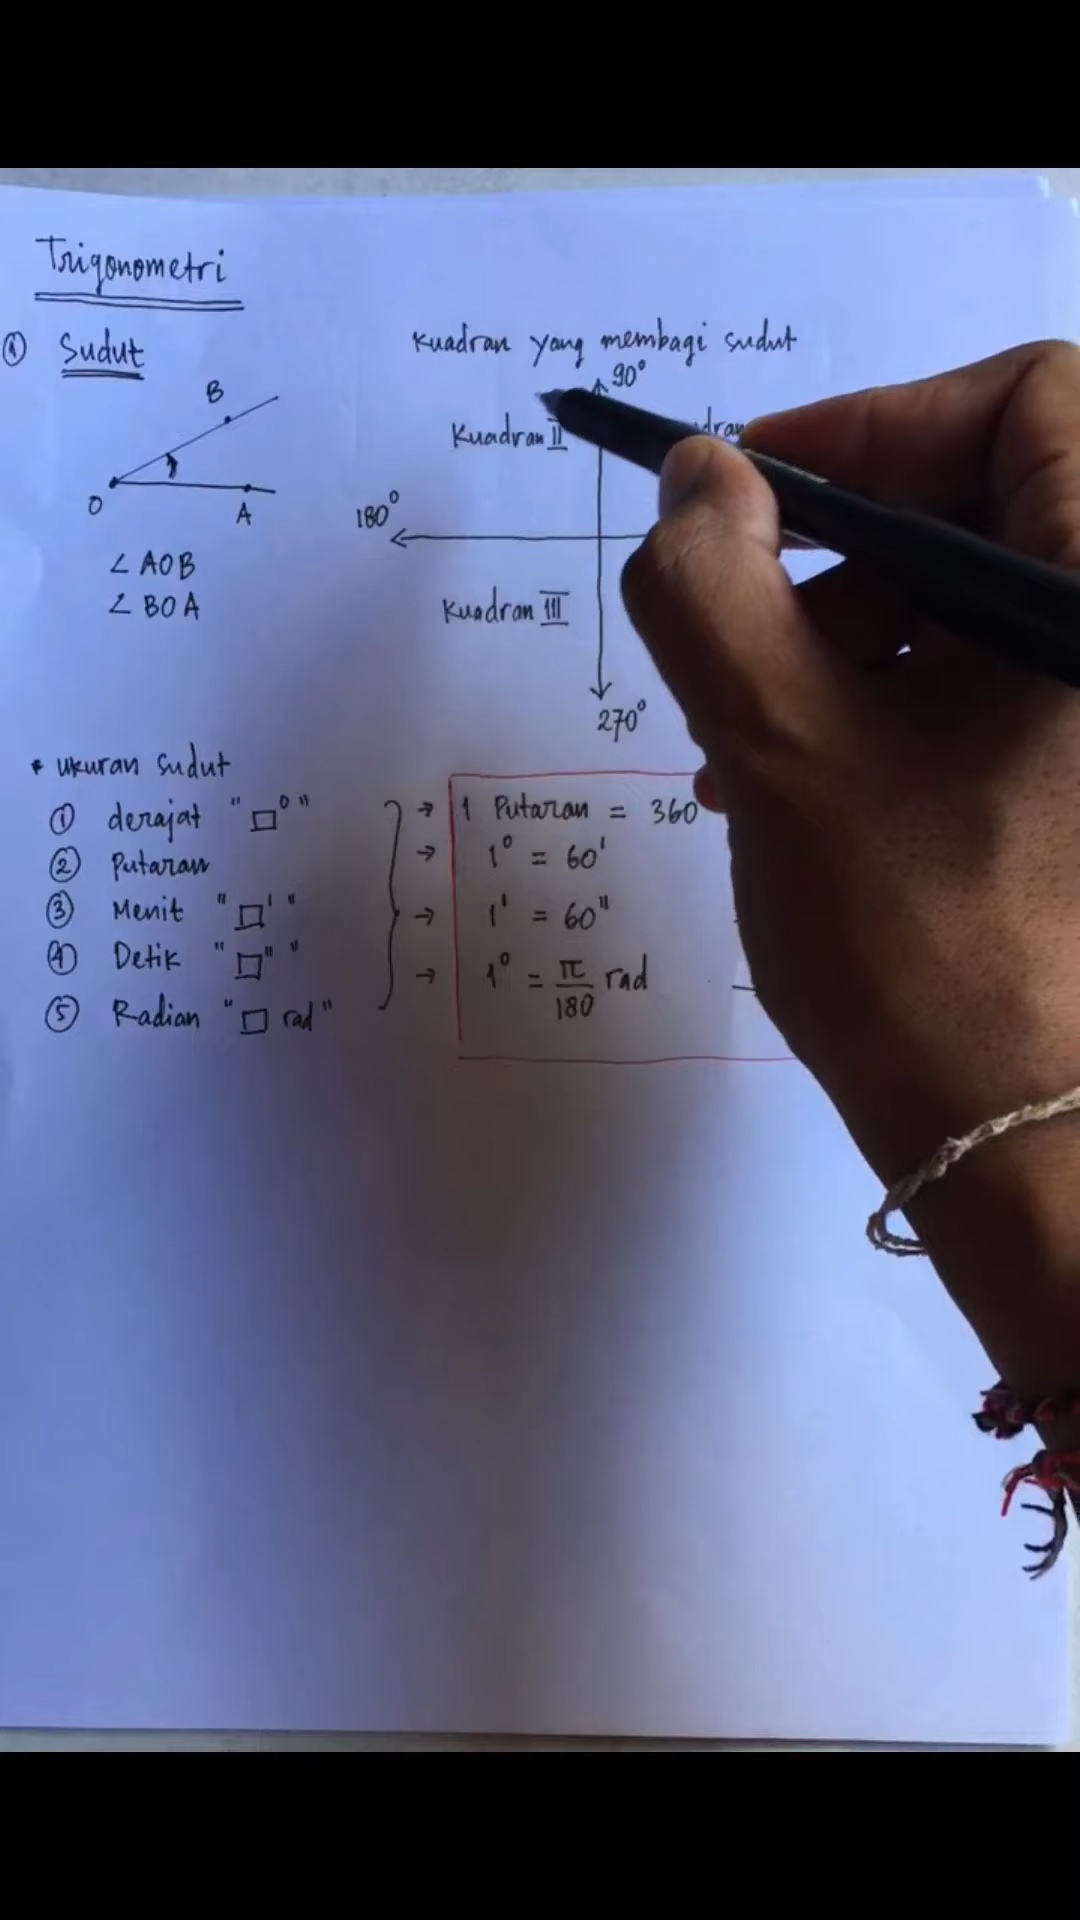 Trigonometri
① Sudut
B
O
A
∠ AOB
∠ BOA
Kuadran yang membagi sudut
90°
Kuadran II
180°
Kuadran III
270°
* Ukuran Sudut
① derajat "□°"
② Putaran
③ Menit "□'"
④ Detik "□""
⑤ Radian "□ rad"
→ 1 Putaran = 360
→ 1° = 60'
→ 1' = 60"
→ 1° = π/180 rad